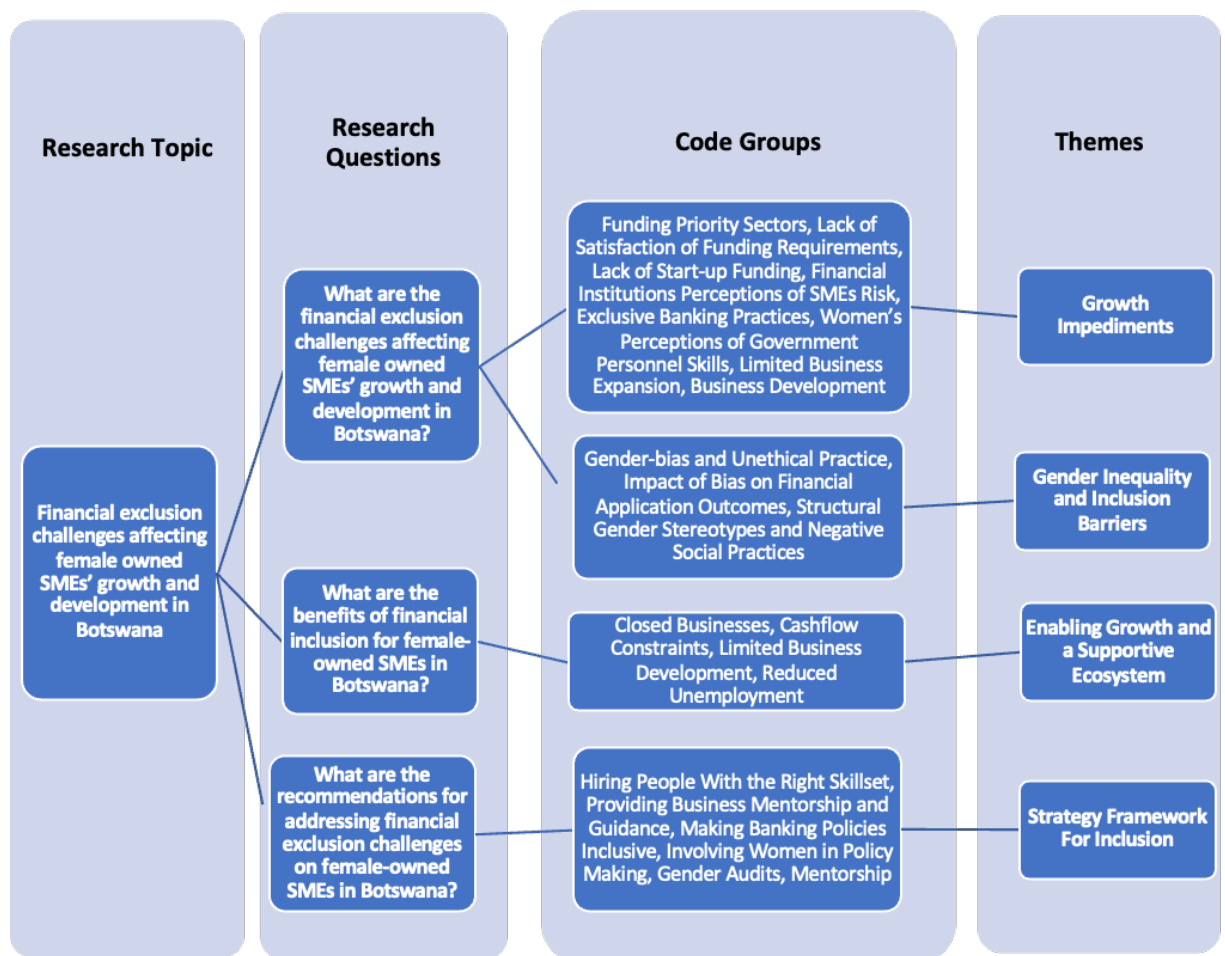 Research Topic
Financial exclusion
challenges affecting
female owned
SMEs’ growth and
development in
Botswana
Research
Questions
What are the
financial exclusion
challenges affecting
female owned
SMEs’ growth and
development in
Botswana?
What are the
benefits of financial
inclusion for female-
owned SMEs in
Botswana?
What are the
recommendations for
addressing financial
exclusion challenges
on female-owned
SMEs in Botswana?
Code Groups
Funding Priority Sectors, Lack of
Satisfaction of Funding Requirements,
Lack of Start-up Funding, Financial
Institutions Perceptions of SMEs Risk,
Exclusive Banking Practices, Women’s
Perceptions of Government
Personnel Skills, Limited Business
Expansion, Business Development
Gender-bias and Unethical Practice,
Impact of Bias on Financial
Application Outcomes, Structural
Gender Stereotypes and Negative
Social Practices
Closed Businesses, Cashflow
Constraints, Limited Business
Development, Reduced
Unemployment
Hiring People With the Right Skillset,
Providing Business Mentorship and
Guidance, Making Banking Policies
Inclusive, Involving Women in Policy
Making, Gender Audits, Mentorship
Themes
Growth
Impediments
Gender Inequality
and Inclusion
Barriers
Enabling Growth and
a Supportive
Ecosystem
Strategy Framework
For Inclusion